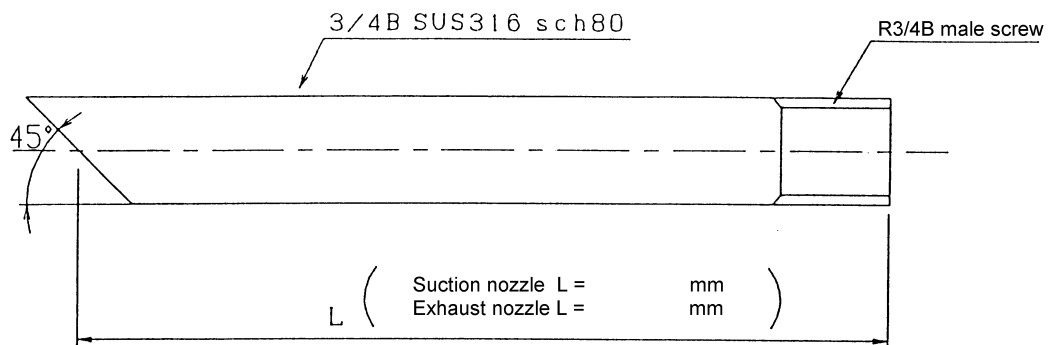 3/4B SUS316 sch80
R3/4B male screw
45°
Suction nozzle L = mm
Exhaust nozzle L = mm
L